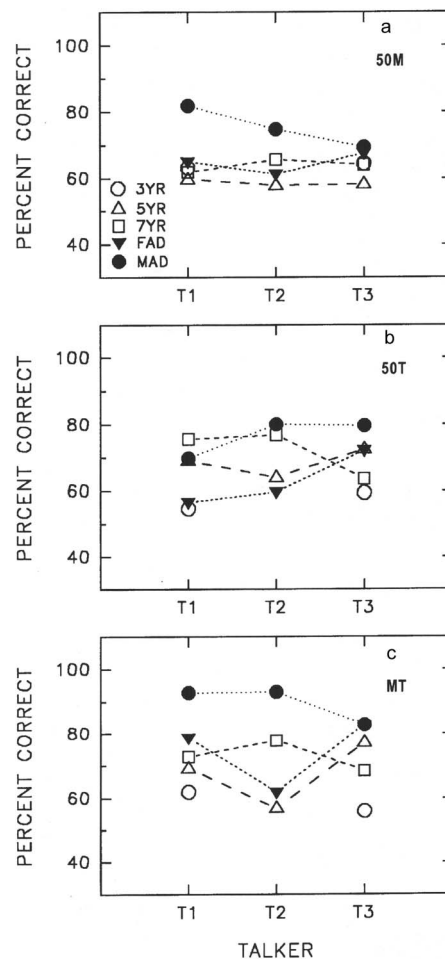 a
50M
PERCENT CORRECT
100
80
60
40
3YR
5YR
7YR
FAD
MAD
T1 T2 T3
b
50T
PERCENT CORRECT
100
80
60
40
T1 T2 T3
c
MT
PERCENT CORRECT
100
80
60
40
T1 T2 T3
TALKER